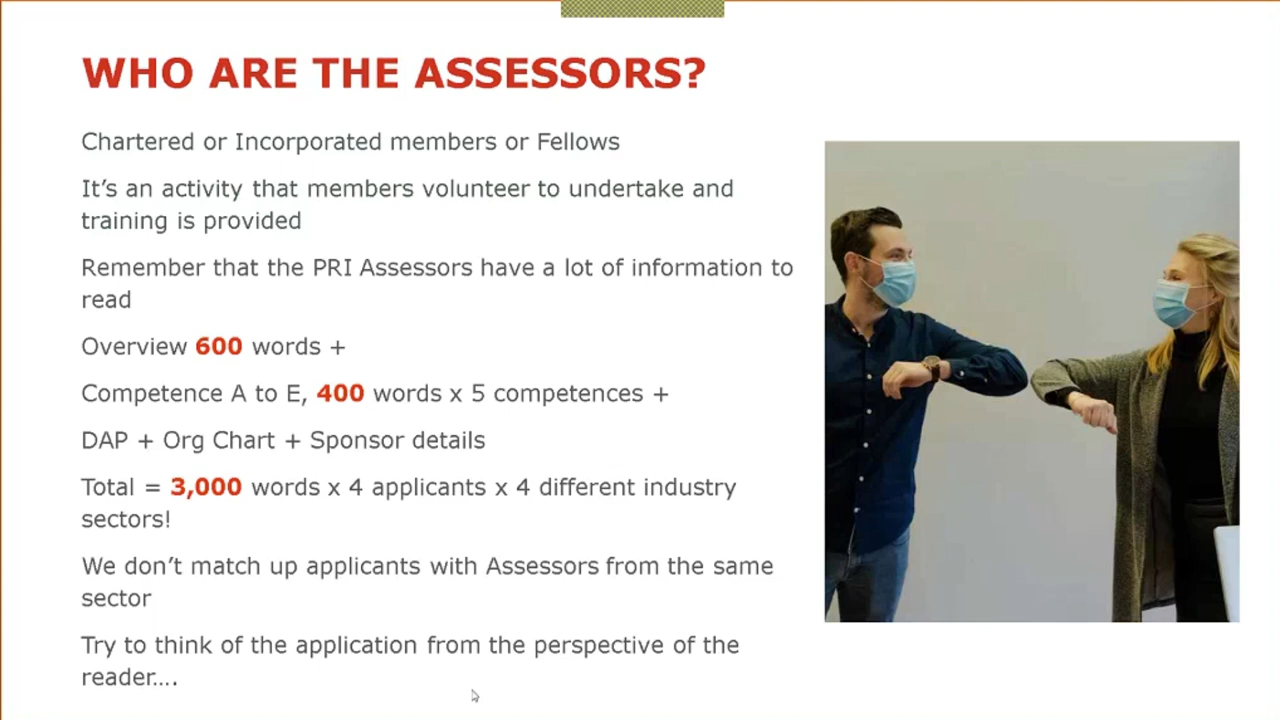 WHO ARE THE ASSESSORS?
Chartered or Incorporated members or Fellows
It’s an activity that members volunteer to undertake and
training is provided
Remember that the PRI Assessors have a lot of information to
read
Overview 600 words +
Competence A to E, 400 words x 5 competences +
DAP + Org Chart + Sponsor details
Total = 3,000 words x 4 applicants x 4 different industry
sectors!
We don’t match up applicants with Assessors from the same
sector
Try to think of the application from the perspective of the
reader....